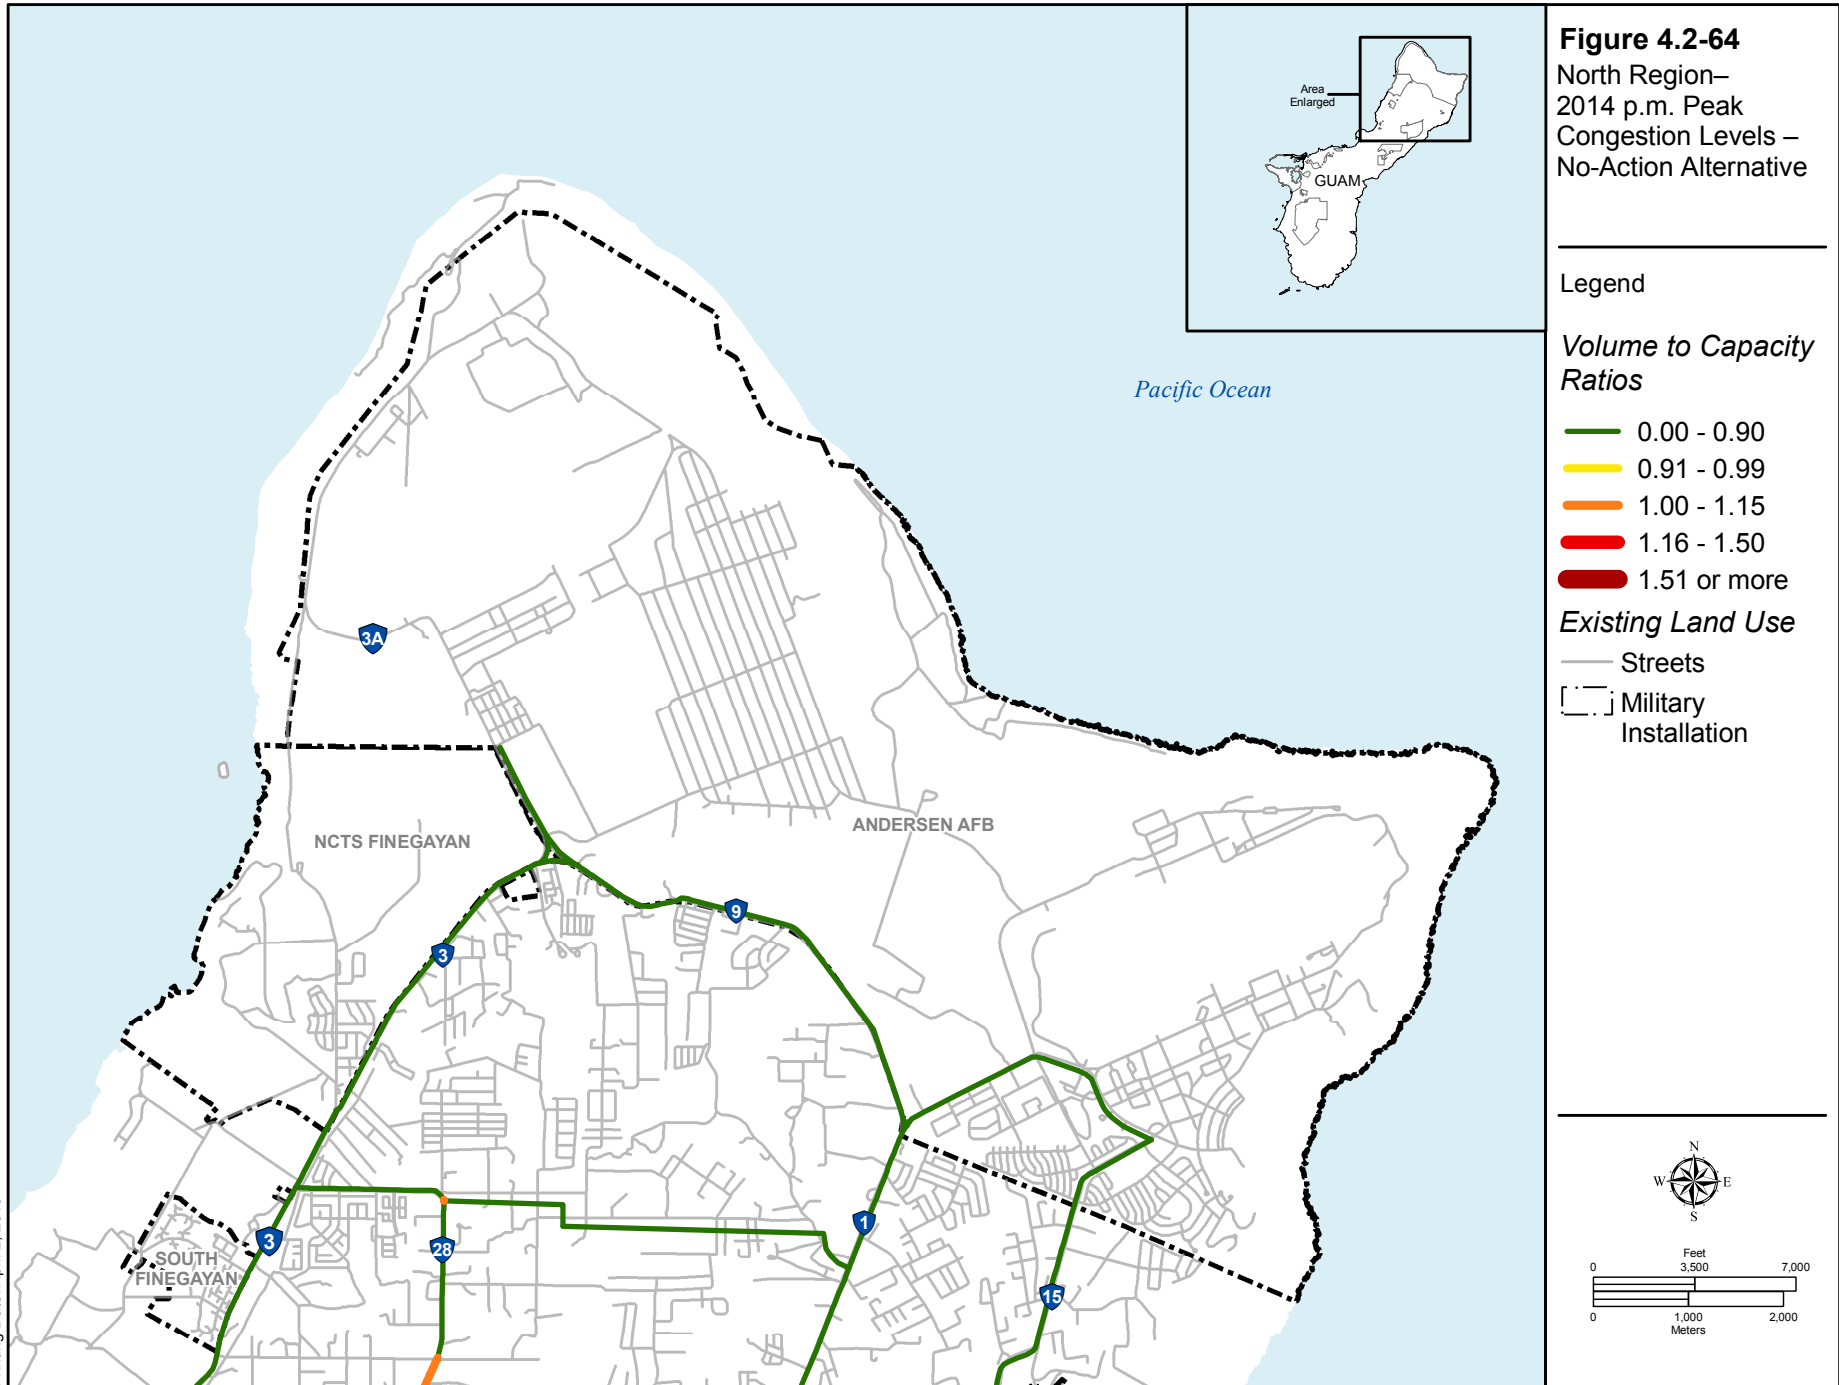 Figure 4.2-64
North Region–
2014 p.m. Peak
Congestion Levels –
No-Action Alternative
Legend
Volume to Capacity
Ratios
0.00 - 0.90
0.91 - 0.99
1.00 - 1.15
1.16 - 1.50
1.51 or more
Existing Land Use
Streets
Military
Installation
N
W E
S
Feet
0 3,500 7,000
0 1,000 2,000
Meters
Area
Enlarged
GUAM
Pacific Ocean
3A
NCTS FINEGAYAN
ANDERSEN AFB
9
3
3
28
1
15
SOUTH
FINEGAYAN